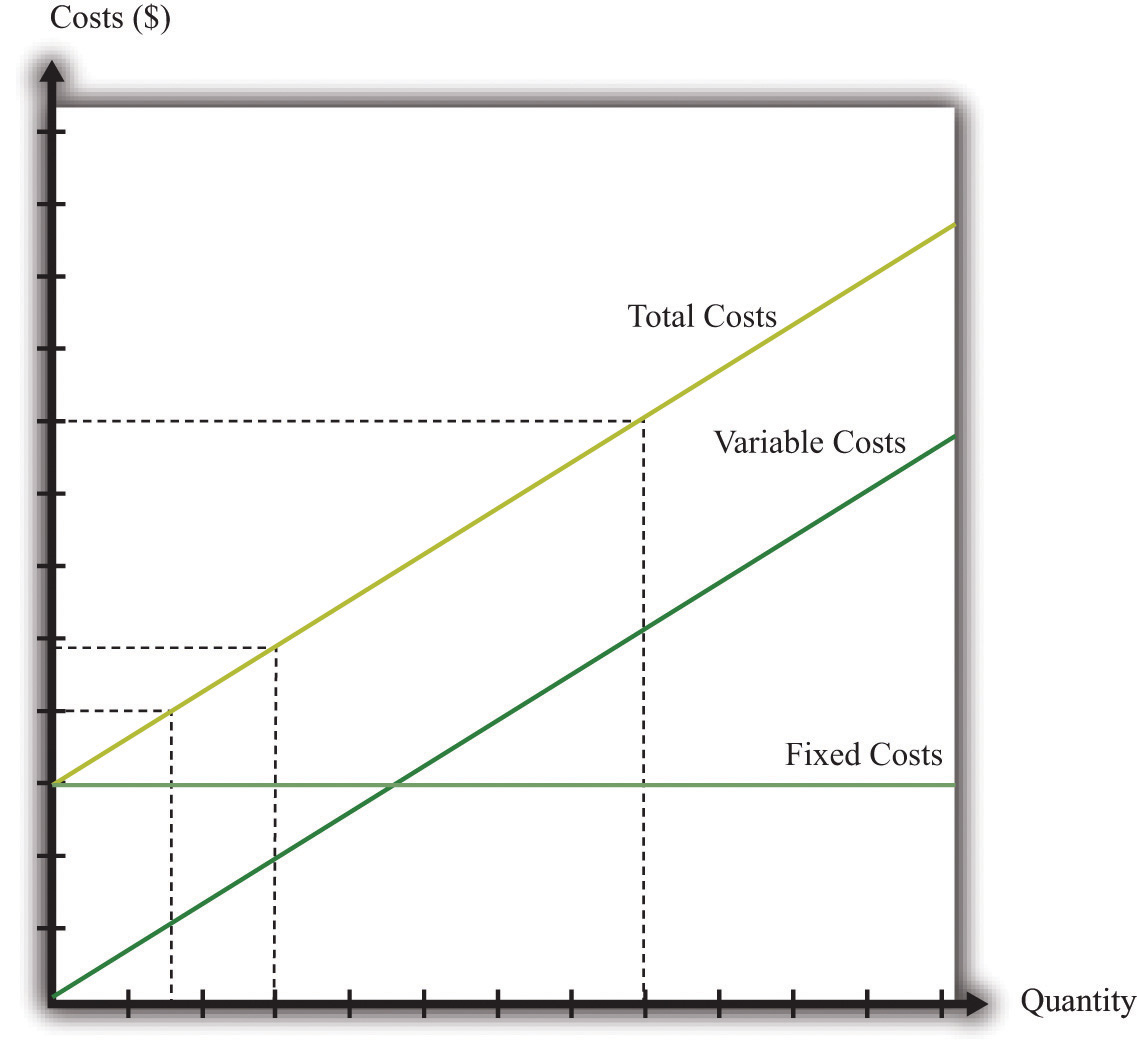 Costs ($)
Total Costs
Variable Costs
Fixed Costs
Quantity